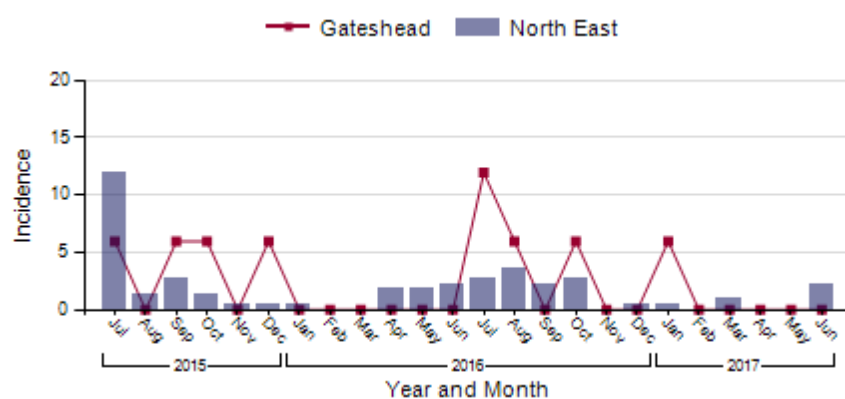 Gateshead North East
20
15
10
5
0
Incidence
Jul Aug Sep Oct Nov Dec Jan Feb Mar Apr May Jun Jul Aug Sep Oct Nov Dec Jan Feb Mar Apr May Jun
2015 2016 2017
Year and Month